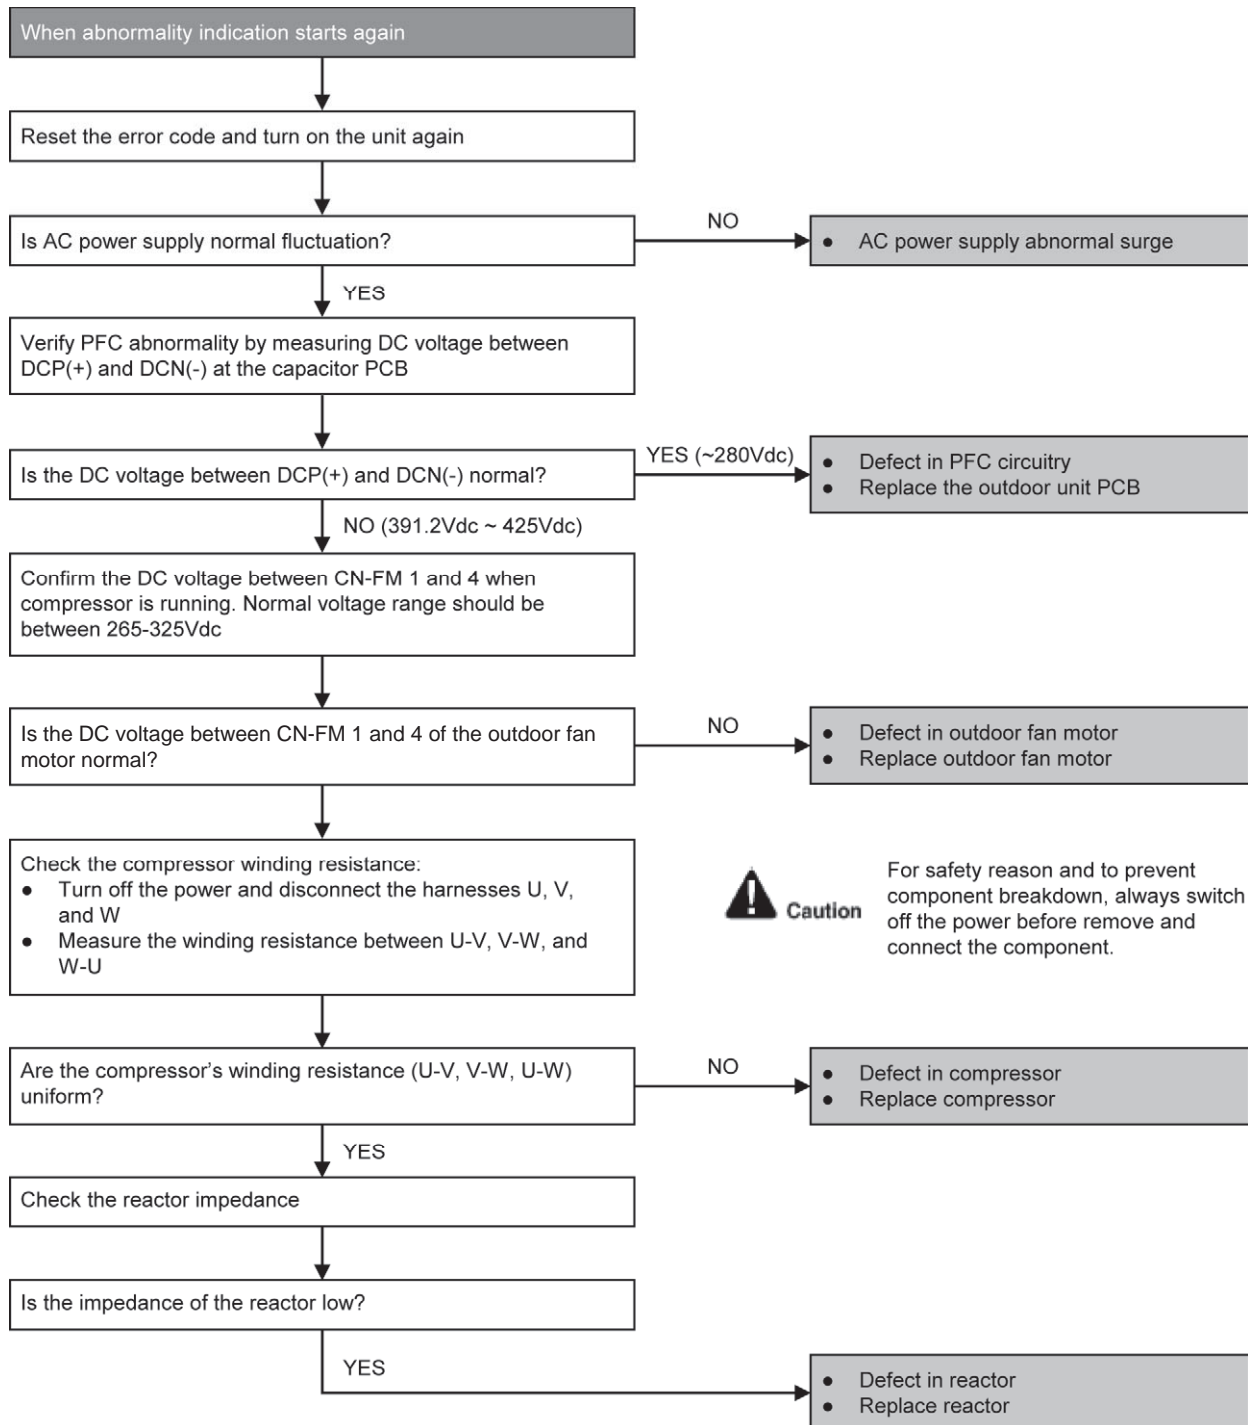 When abnormality indication starts again
Reset the error code and turn on the unit again
Is AC power supply normal fluctuation?
NO
● AC power supply abnormal surge
YES
Verify PFC abnormality by measuring DC voltage between
DCP(+) and DCN(-) at the capacitor PCB
Is the DC voltage between DCP(+) and DCN(-) normal?
YES (~280Vdc)
● Defect in PFC circuitry
● Replace the outdoor unit PCB
NO (391.2Vdc ~ 425Vdc)
Confirm the DC voltage between CN-FM 1 and 4 when
compressor is running. Normal voltage range should be
between 265-325Vdc
Is the DC voltage between CN-FM 1 and 4 of the outdoor fan
motor normal?
NO
● Defect in outdoor fan motor
● Replace outdoor fan motor
Check the compressor winding resistance:
● Turn off the power and disconnect the harnesses U, V,
and W
● Measure the winding resistance between U-V, V-W, and
W-U
Caution
For safety reason and to prevent
component breakdown, always switch
off the power before remove and
connect the component.
Are the compressor’s winding resistance (U-V, V-W, U-W)
uniform?
NO
● Defect in compressor
● Replace compressor
YES
Check the reactor impedance
Is the impedance of the reactor low?
YES
● Defect in reactor
● Replace reactor